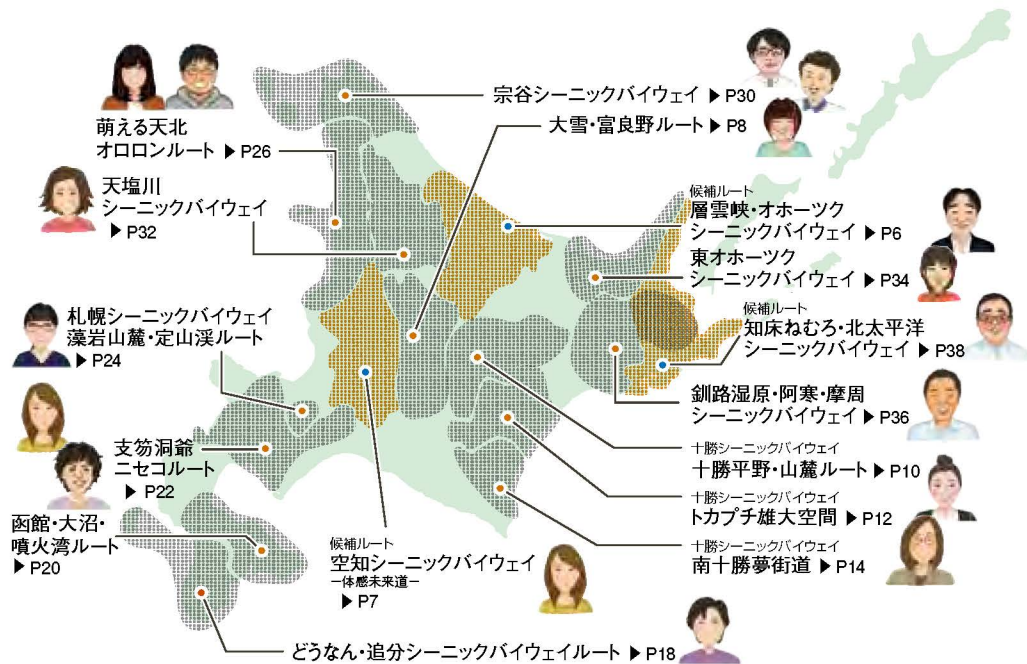 宗谷シーニックバイウェイ ▶ P30
大雪・富良野ルート ▶ P8
萌える天北
オロロンルート ▶ P26
天塩川
シーニックバイウェイ
▶ P32
候補ルート
層雲峡・オホーツク
シーニックバイウェイ ▶ P6
東オホーツク
シーニックバイウェイ ▶ P34
札幌シーニックバイウェイ
藻岩山麓・定山渓ルート
▶ P24
候補ルート
知床ねむろ・北太平洋
シーニックバイウェイ ▶ P38
釧路湿原・阿寒・摩周
シーニックバイウェイ ▶ P36
支笏洞爺
ニセコルート
▶ P22
十勝シーニックバイウェイ
十勝平野・山麓ルート ▶ P10
十勝シーニックバイウェイ
トカプチ雄大空間 ▶ P12
函館・大沼・
噴火湾ルート
▶ P20
候補ルート
空知シーニックバイウェイ
−体感未来道−
▶ P7
十勝シーニックバイウェイ
南十勝夢街道 ▶ P14
どうなん・追分シーニックバイウェイルート ▶ P18